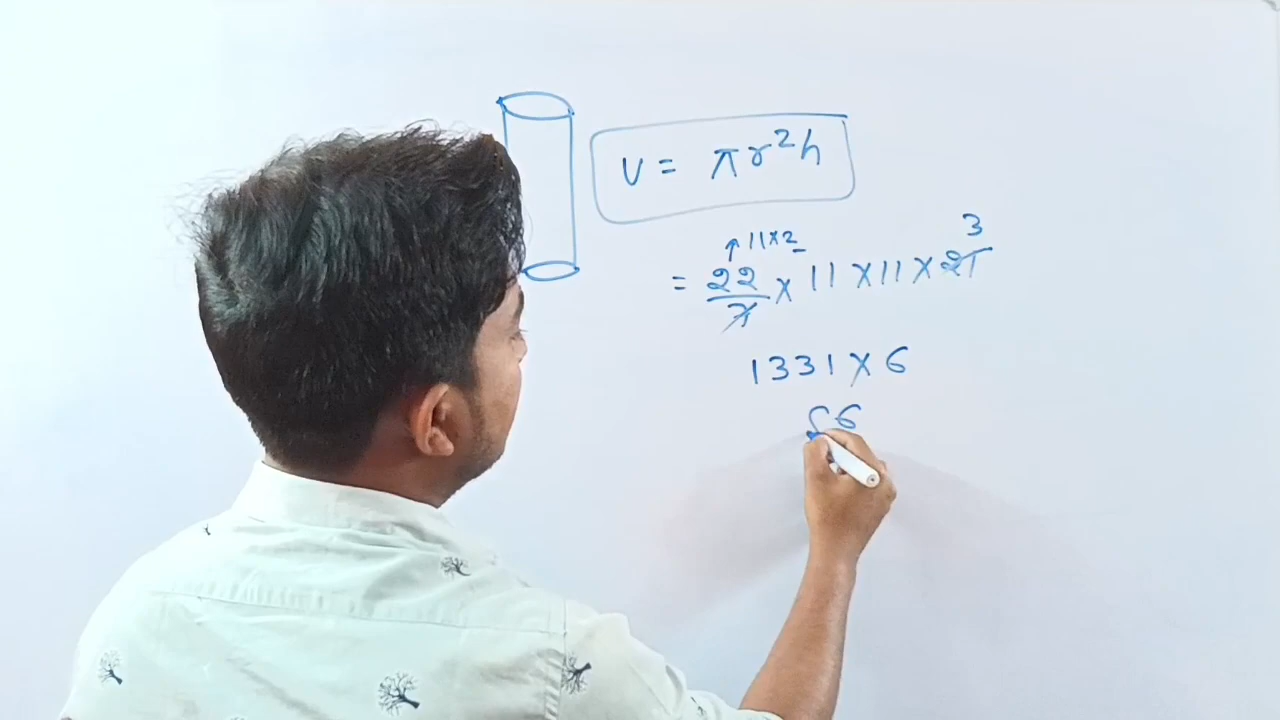 V = πr²h
↑ 11×2 3
= 22/7 × 11 × 11 × 21
1331 × 6
6